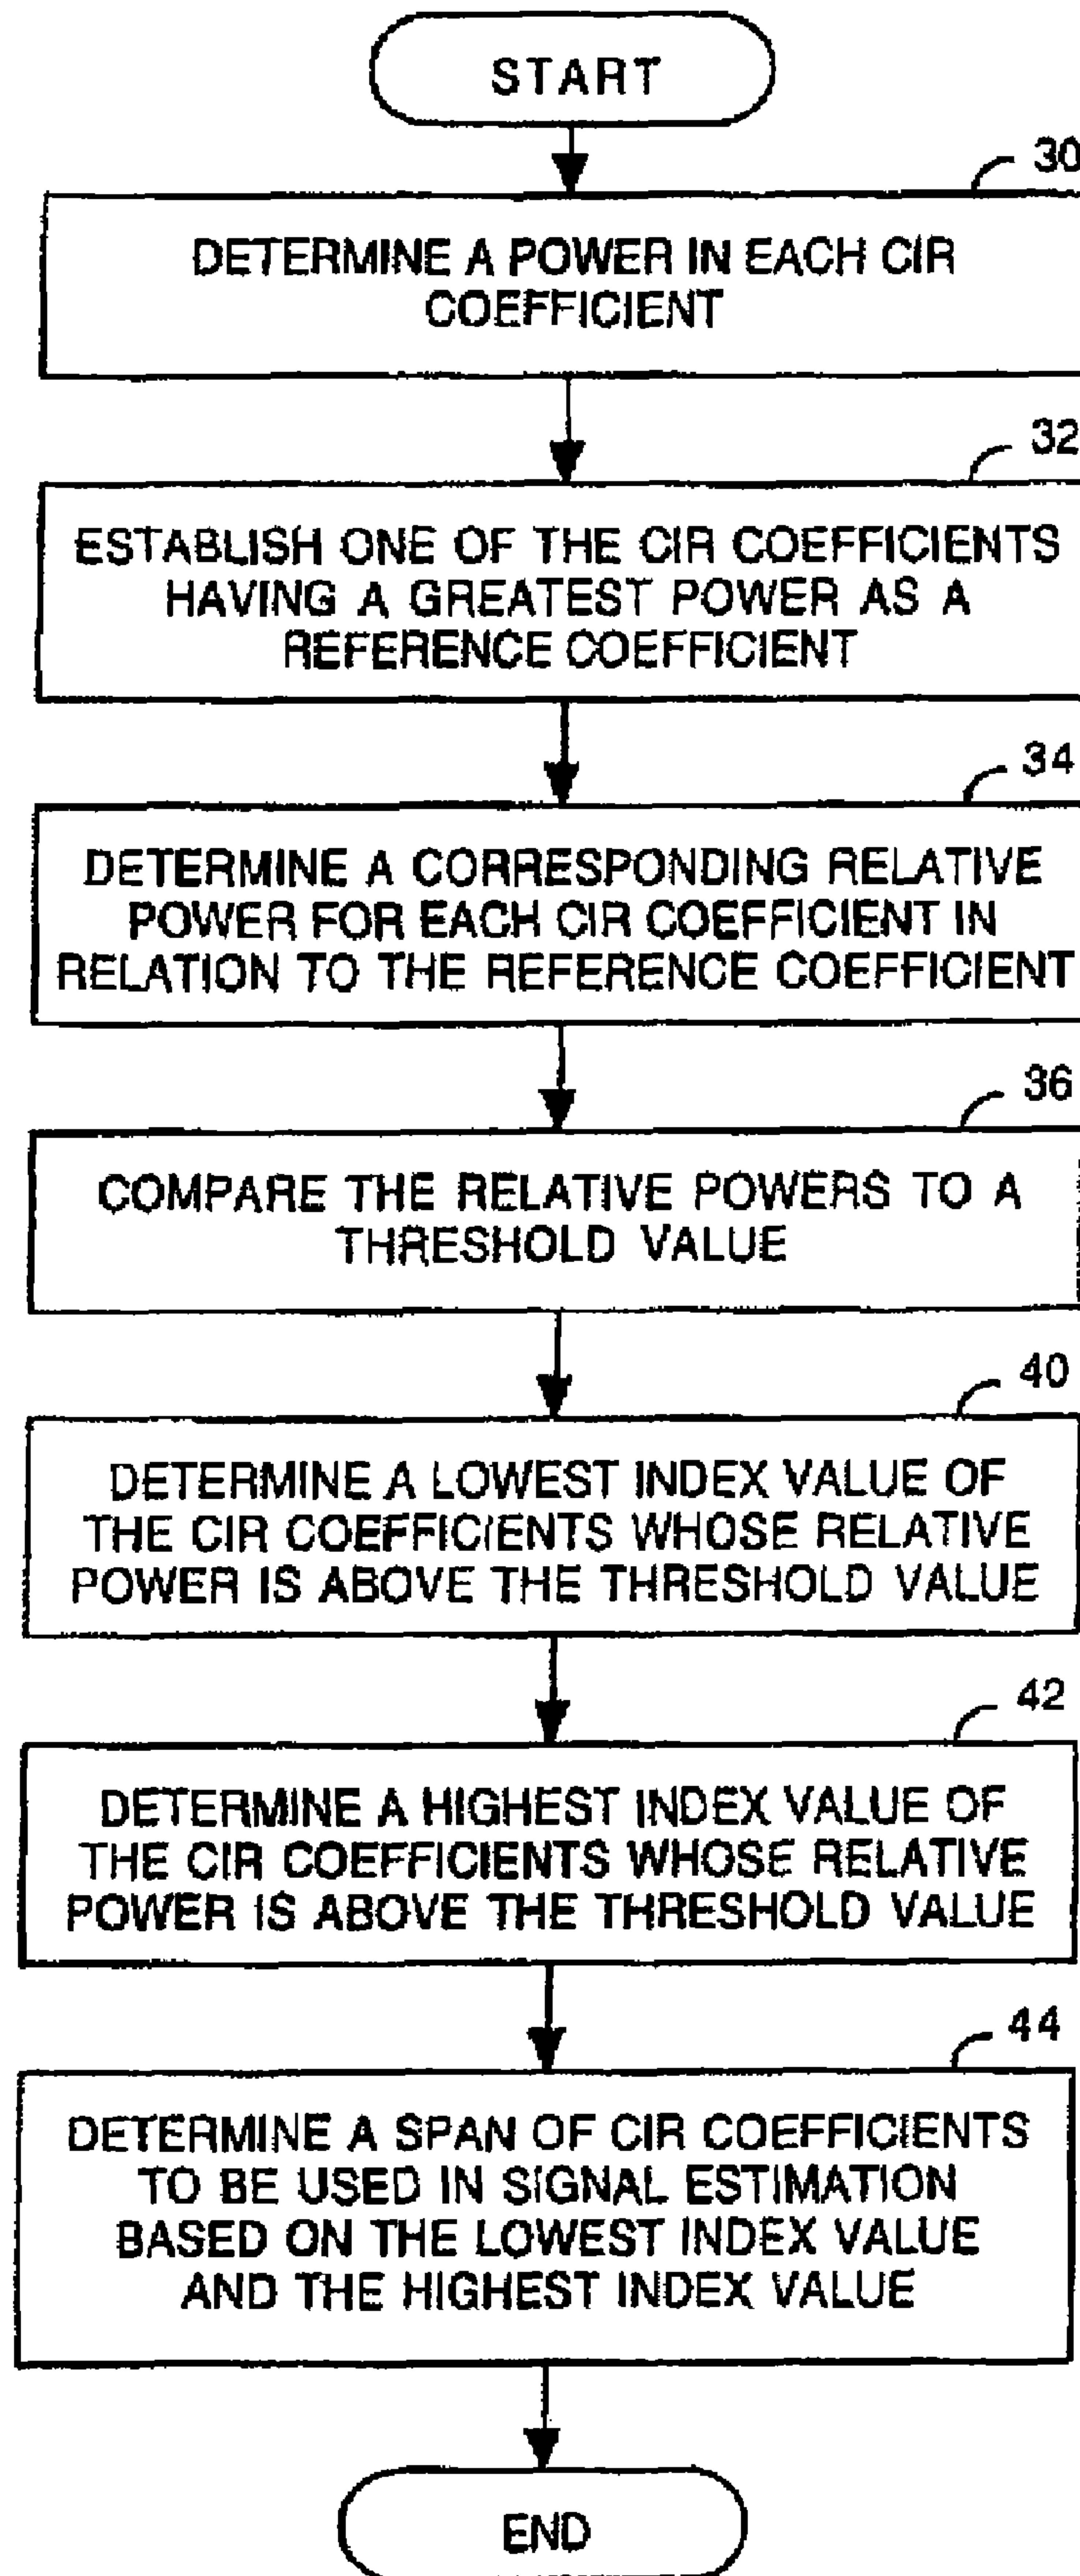 START
30
DETERMINE A POWER IN EACH CIR
COEFFICIENT
32
ESTABLISH ONE OF THE CIR COEFFICIENTS
HAVING A GREATEST POWER AS A
REFERENCE COEFFICIENT
34
DETERMINE A CORRESPONDING RELATIVE
POWER FOR EACH CIR COEFFICIENT IN
RELATION TO THE REFERENCE COEFFICIENT
36
COMPARE THE RELATIVE POWERS TO A
THRESHOLD VALUE
40
DETERMINE A LOWEST INDEX VALUE OF
THE CIR COEFFICIENTS WHOSE RELATIVE
POWER IS ABOVE THE THRESHOLD VALUE
42
DETERMINE A HIGHEST INDEX VALUE OF
THE CIR COEFFICIENTS WHOSE RELATIVE
POWER IS ABOVE THE THRESHOLD VALUE
44
DETERMINE A SPAN OF CIR COEFFICIENTS
TO BE USED IN SIGNAL ESTIMATION
BASED ON THE LOWEST INDEX VALUE
AND THE HIGHEST INDEX VALUE
END